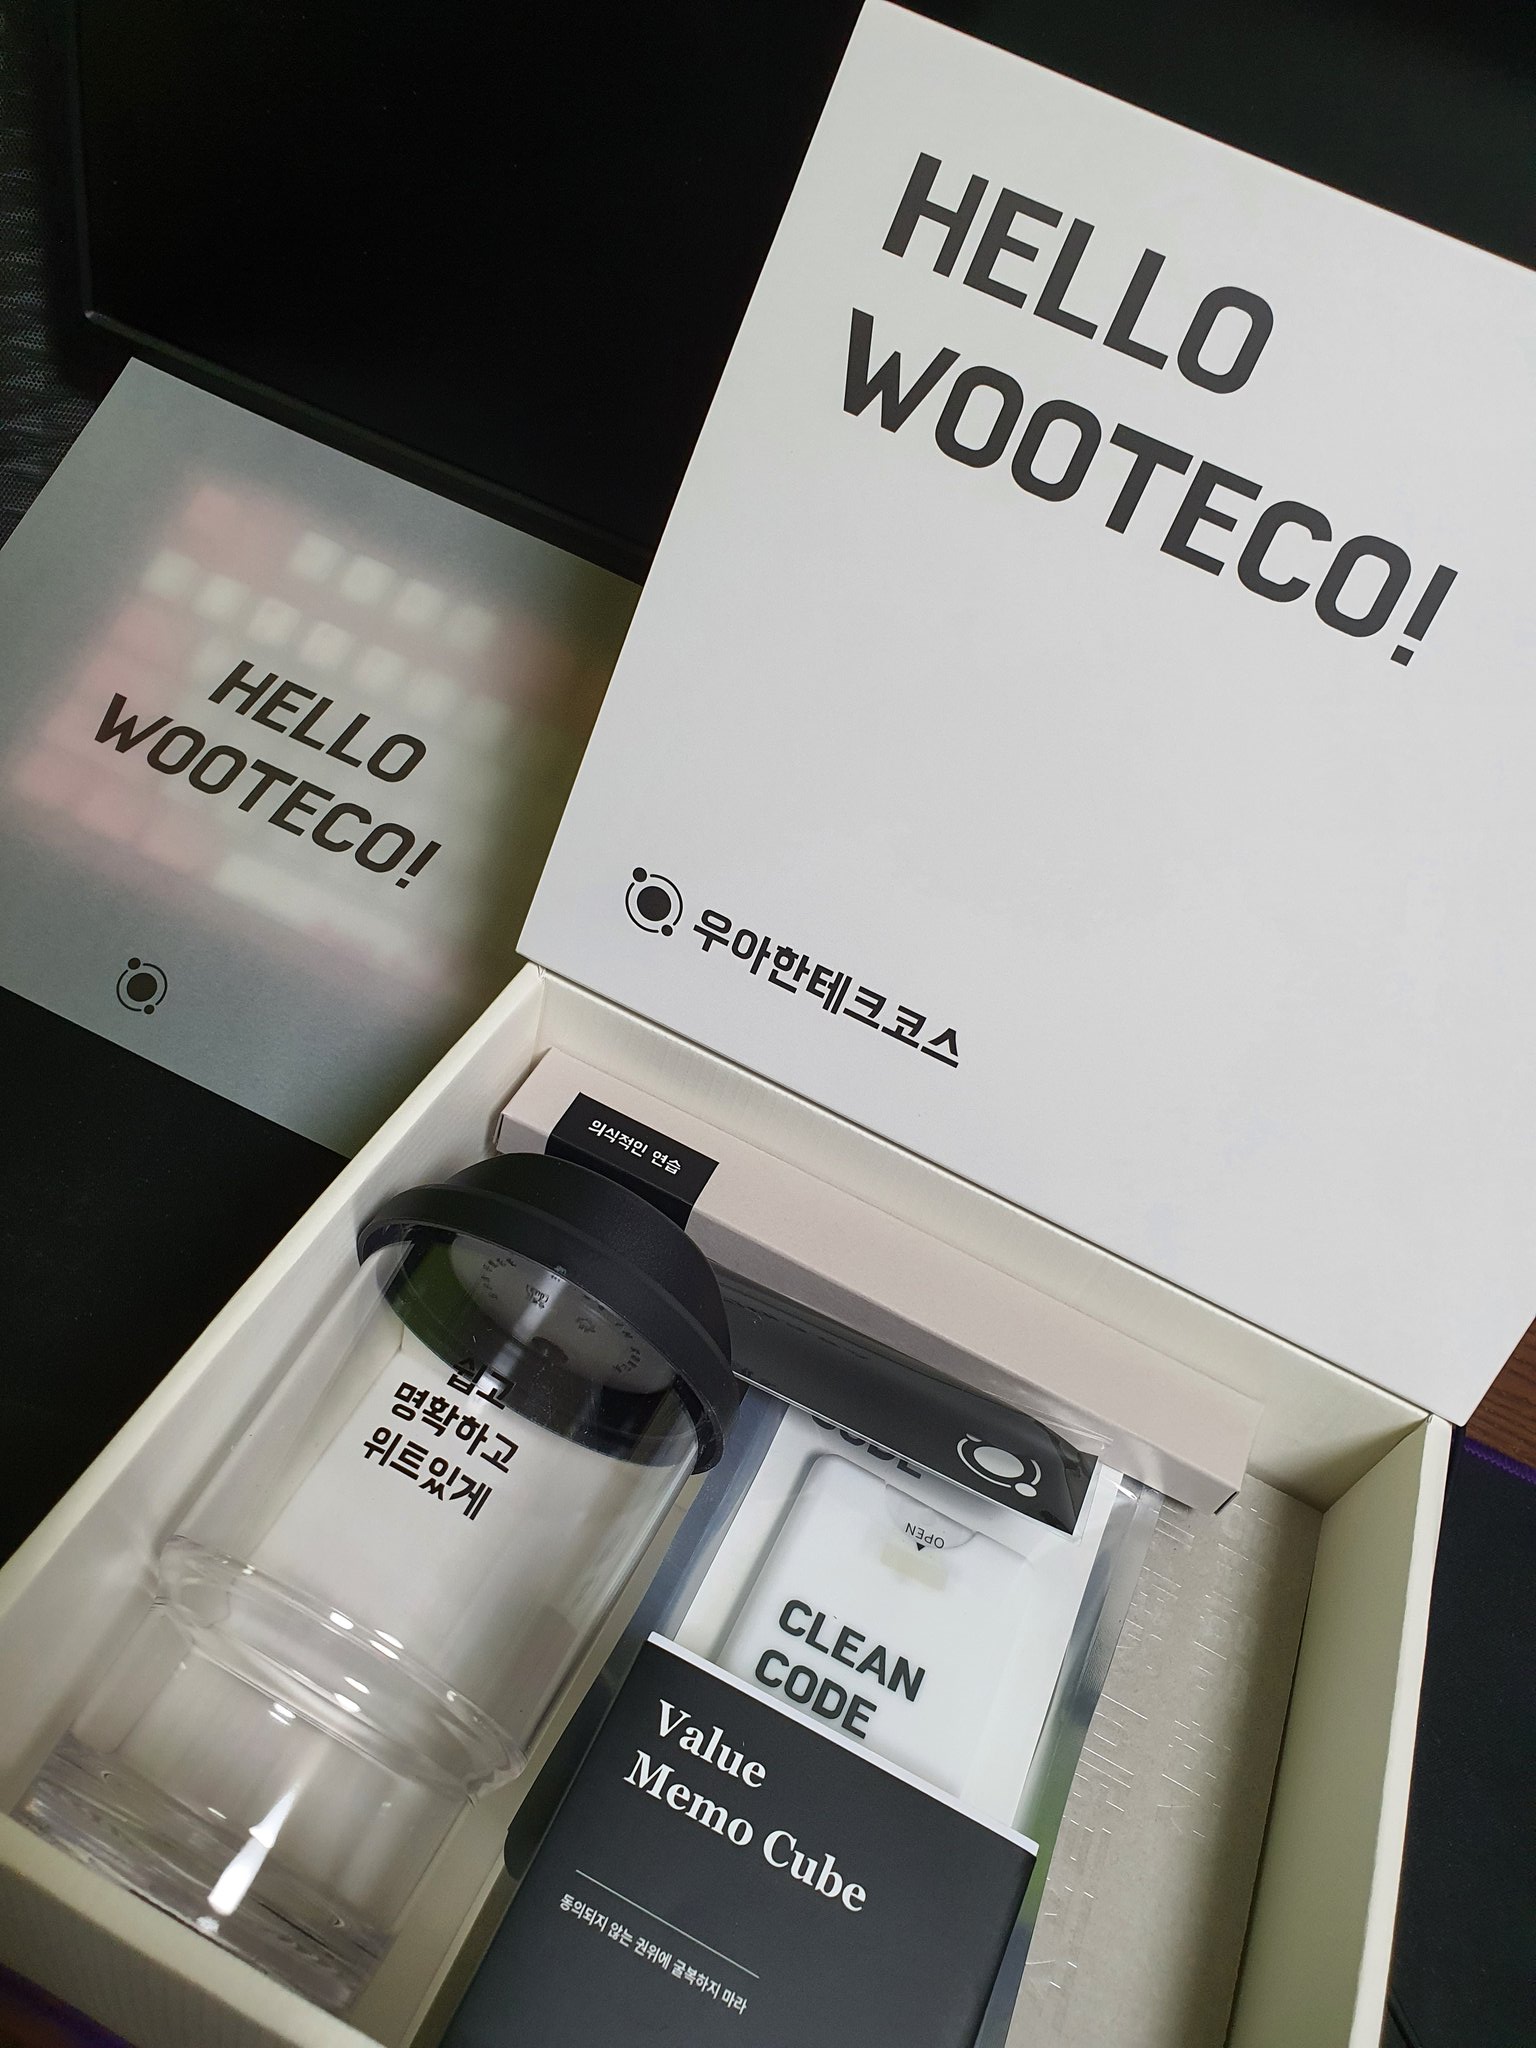 HELLO
WOOTECO!
우아한테크코스
HELLO
WOOTECO!
의식적인 연습
쉽고
명확하고
위트있게
CODE
OPEN
CLEAN
CODE
Value
Memo Cube
동의되지 않는 권위에 굴복하지 마라